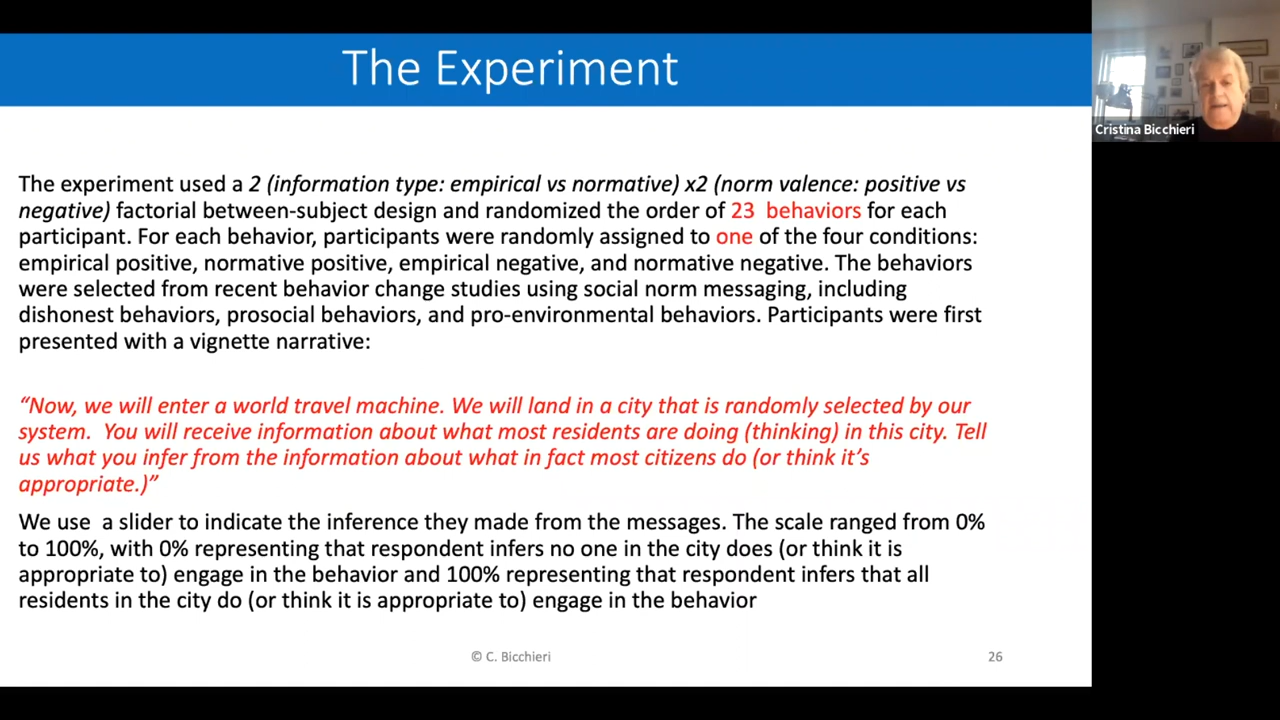 The Experiment
Cristina Bicchieri
The experiment used a 2 (information type: empirical vs normative) x2 (norm valence: positive vs
negative) factorial between-subject design and randomized the order of 23  behaviors for each
participant. For each behavior, participants were randomly assigned to one of the four conditions:
empirical positive, normative positive, empirical negative, and normative negative. The behaviors
were selected from recent behavior change studies using social norm messaging, including
dishonest behaviors, prosocial behaviors, and pro-environmental behaviors. Participants were first
presented with a vignette narrative:
“Now, we will enter a world travel machine. We will land in a city that is randomly selected by our
system.  You will receive information about what most residents are doing (thinking) in this city. Tell
us what you infer from the information about what in fact most citizens do (or think it’s
appropriate.)”
We use  a slider to indicate the inference they made from the messages. The scale ranged from 0%
to 100%, with 0% representing that respondent infers no one in the city does (or think it is
appropriate to) engage in the behavior and 100% representing that respondent infers that all
residents in the city do (or think it is appropriate to) engage in the behavior
© C. Bicchieri
26